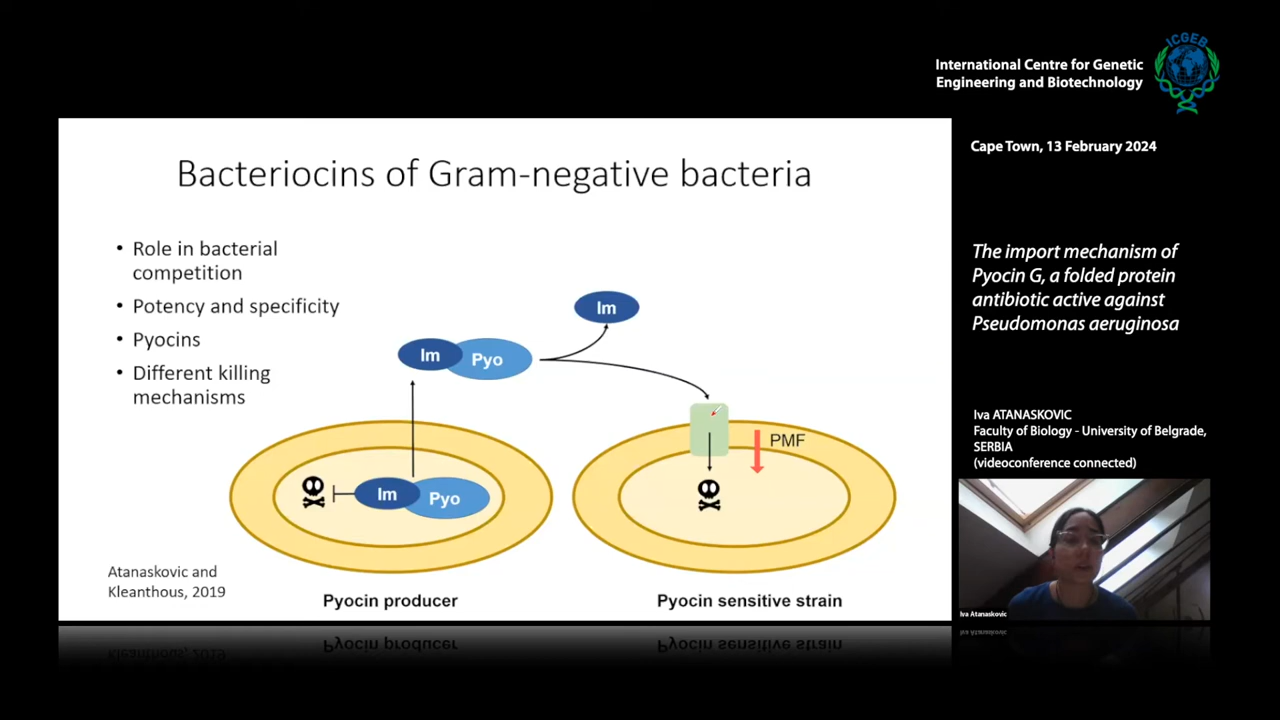 ICGEB
International Centre for Genetic
Engineering and Biotechnology
Cape Town, 13 February 2024
Bacteriocins of Gram-negative bacteria
• Role in bacterial
competition
• Potency and specificity
• Pyocins
• Different killing
mechanisms
Im
Im
Pyo
PMF
Im
Pyo
Atanaskovic and
Kleanthous, 2019
Pyocin producer
Pyocin sensitive strain
The import mechanism of
Pyocin G, a folded protein
antibiotic active against
Pseudomonas aeruginosa
Iva ATANASKOVIC
Faculty of Biology - University of Belgrade,
SERBIA
(videoconference connected)
Iva Atanaskovic